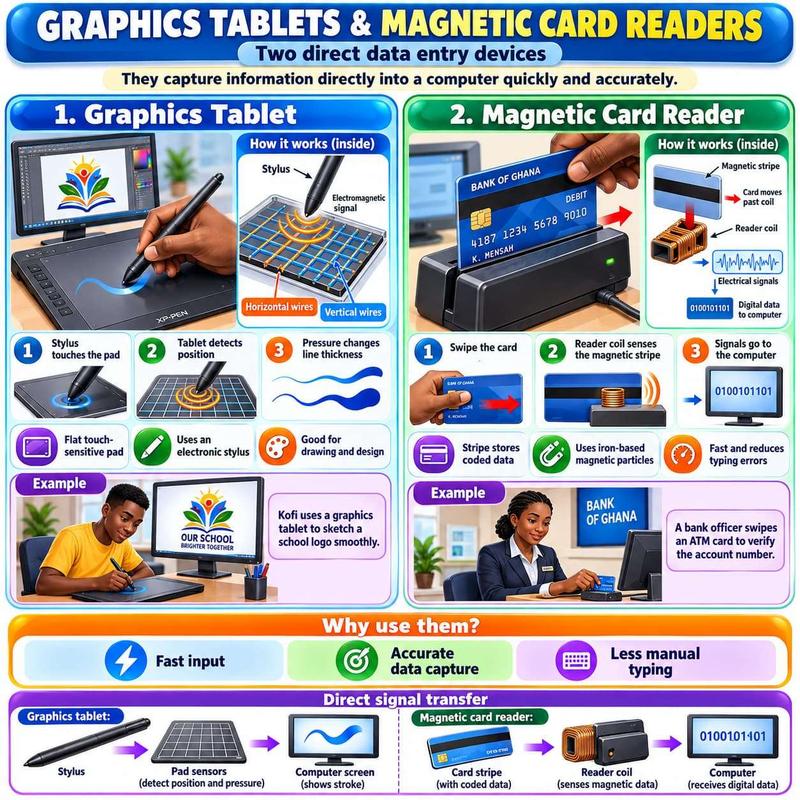 GRAPHICS TABLETS & MAGNETIC CARD READERS
Two direct data entry devices
They capture information directly into a computer quickly and accurately.
1. Graphics Tablet
XP-PEN
How it works (inside)
Stylus
Electromagnetic
signal
Horizontal wires
Vertical wires
1
Stylus
touches the pad
2
Tablet detects
position
3
Pressure changes
line thickness
Flat touch-
sensitive pad
Uses an
electronic stylus
Good for
drawing and design
Example
OUR SCHOOL
BRIGHTER TOGETHER
Kofi uses a graphics
tablet to sketch a
school logo smoothly.
2. Magnetic Card Reader
BANK OF GHANA
DEBIT
4187 1234 5678 9010
K. MENSAH
How it works (inside)
Magnetic stripe
Card moves
past coil
Reader coil
Electrical signals
0100101101
Digital data
to computer
1
Swipe the card
BANK OF GHANA
2
Reader coil senses
the magnetic stripe
3
Signals go to
the computer
0100101101
Stripe stores
coded data
Uses iron-based
magnetic particles
Fast and reduces
typing errors
Example
BANK
OF GHANA
A bank officer swipes
an ATM card to verify
the account number.
Why use them?
Fast input
Accurate
data capture
Less manual
typing
Direct signal transfer
Graphics tablet:
Stylus
Pad sensors
(detect position and pressure)
Computer screen
(shows stroke)
Magnetic card reader:
Card stripe
(with coded data)
Reader coil
(senses magnetic data)
0100101101
Computer
(receives digital data)